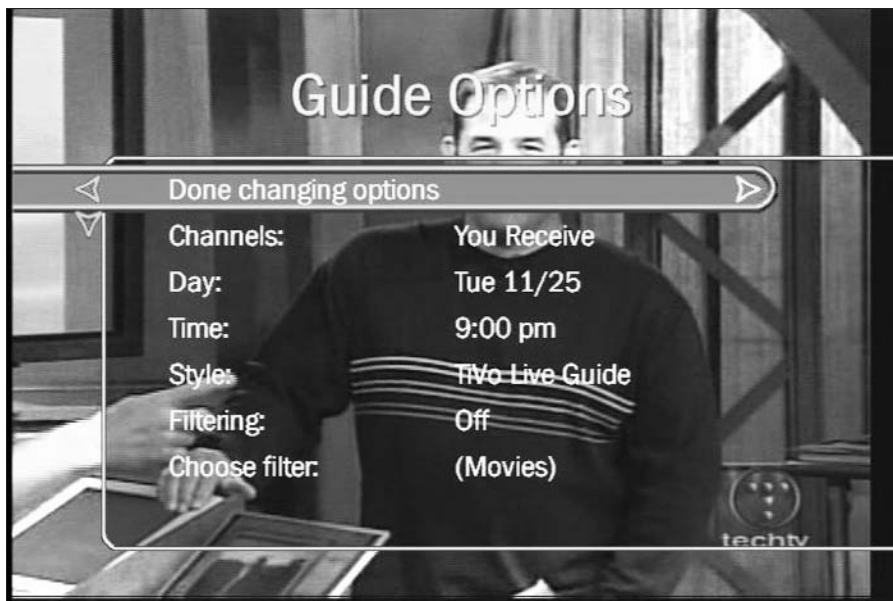 Guide Options
Done changing options
Channels: You Receive
Day: Tue 11/25
Time: 9:00 pm
Style: TiVo Live Guide
Filtering: Off
Choose filter: (Movies)
techtv